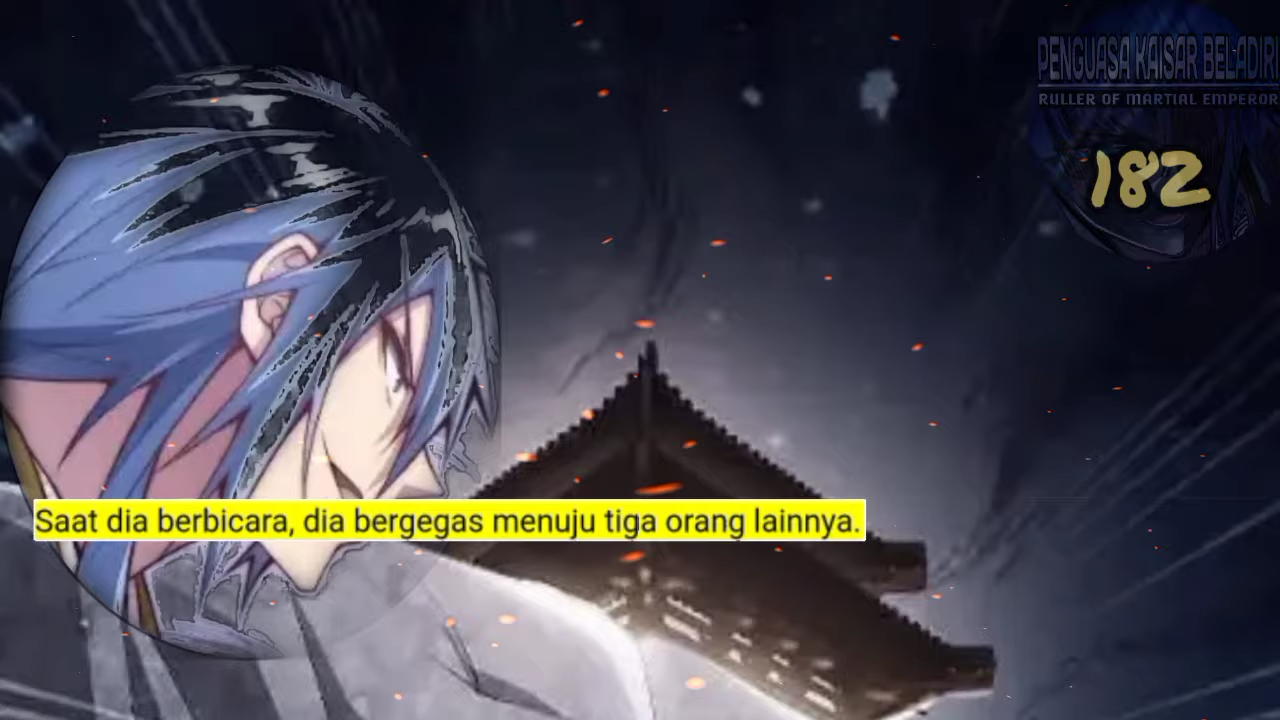 PENGUASA KAISAR BELADIRI
RULLER OF MARTIAL EMPEROR
182
Saat dia berbicara, dia bergegas menuju tiga orang lainnya.